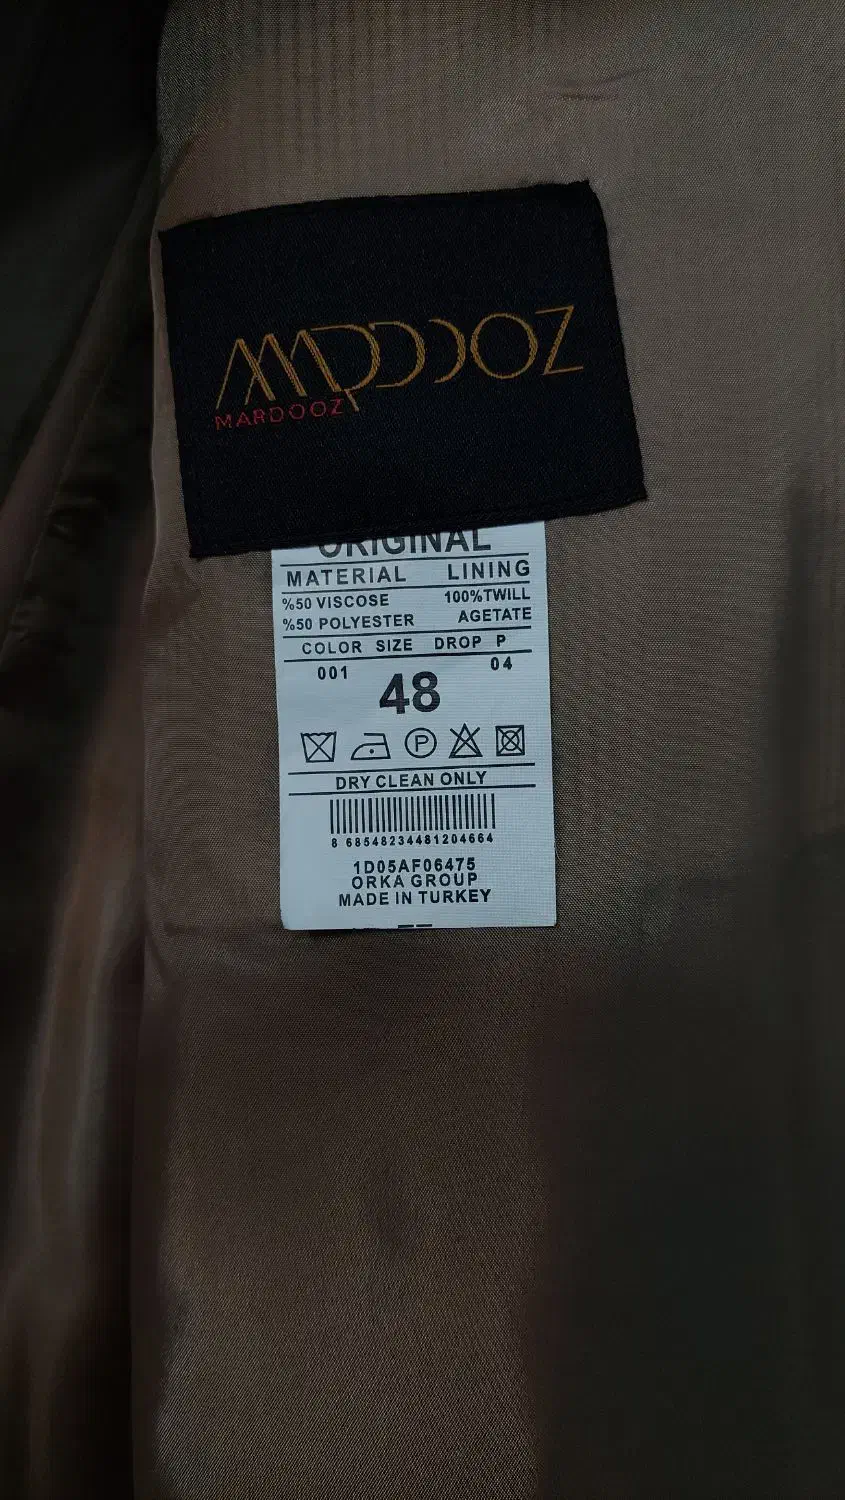 MARDOOZ
MARDOOZ
ORIGINAL
MATERIAL LINING
%50 VISCOSE 100%TWILL
%50 POLYESTER AGETATE
COLOR SIZE DROP P
001 48 04
P
DRY CLEAN ONLY
8 68548234481204664
1D05AF06475
ORKA GROUP
MADE IN TURKEY